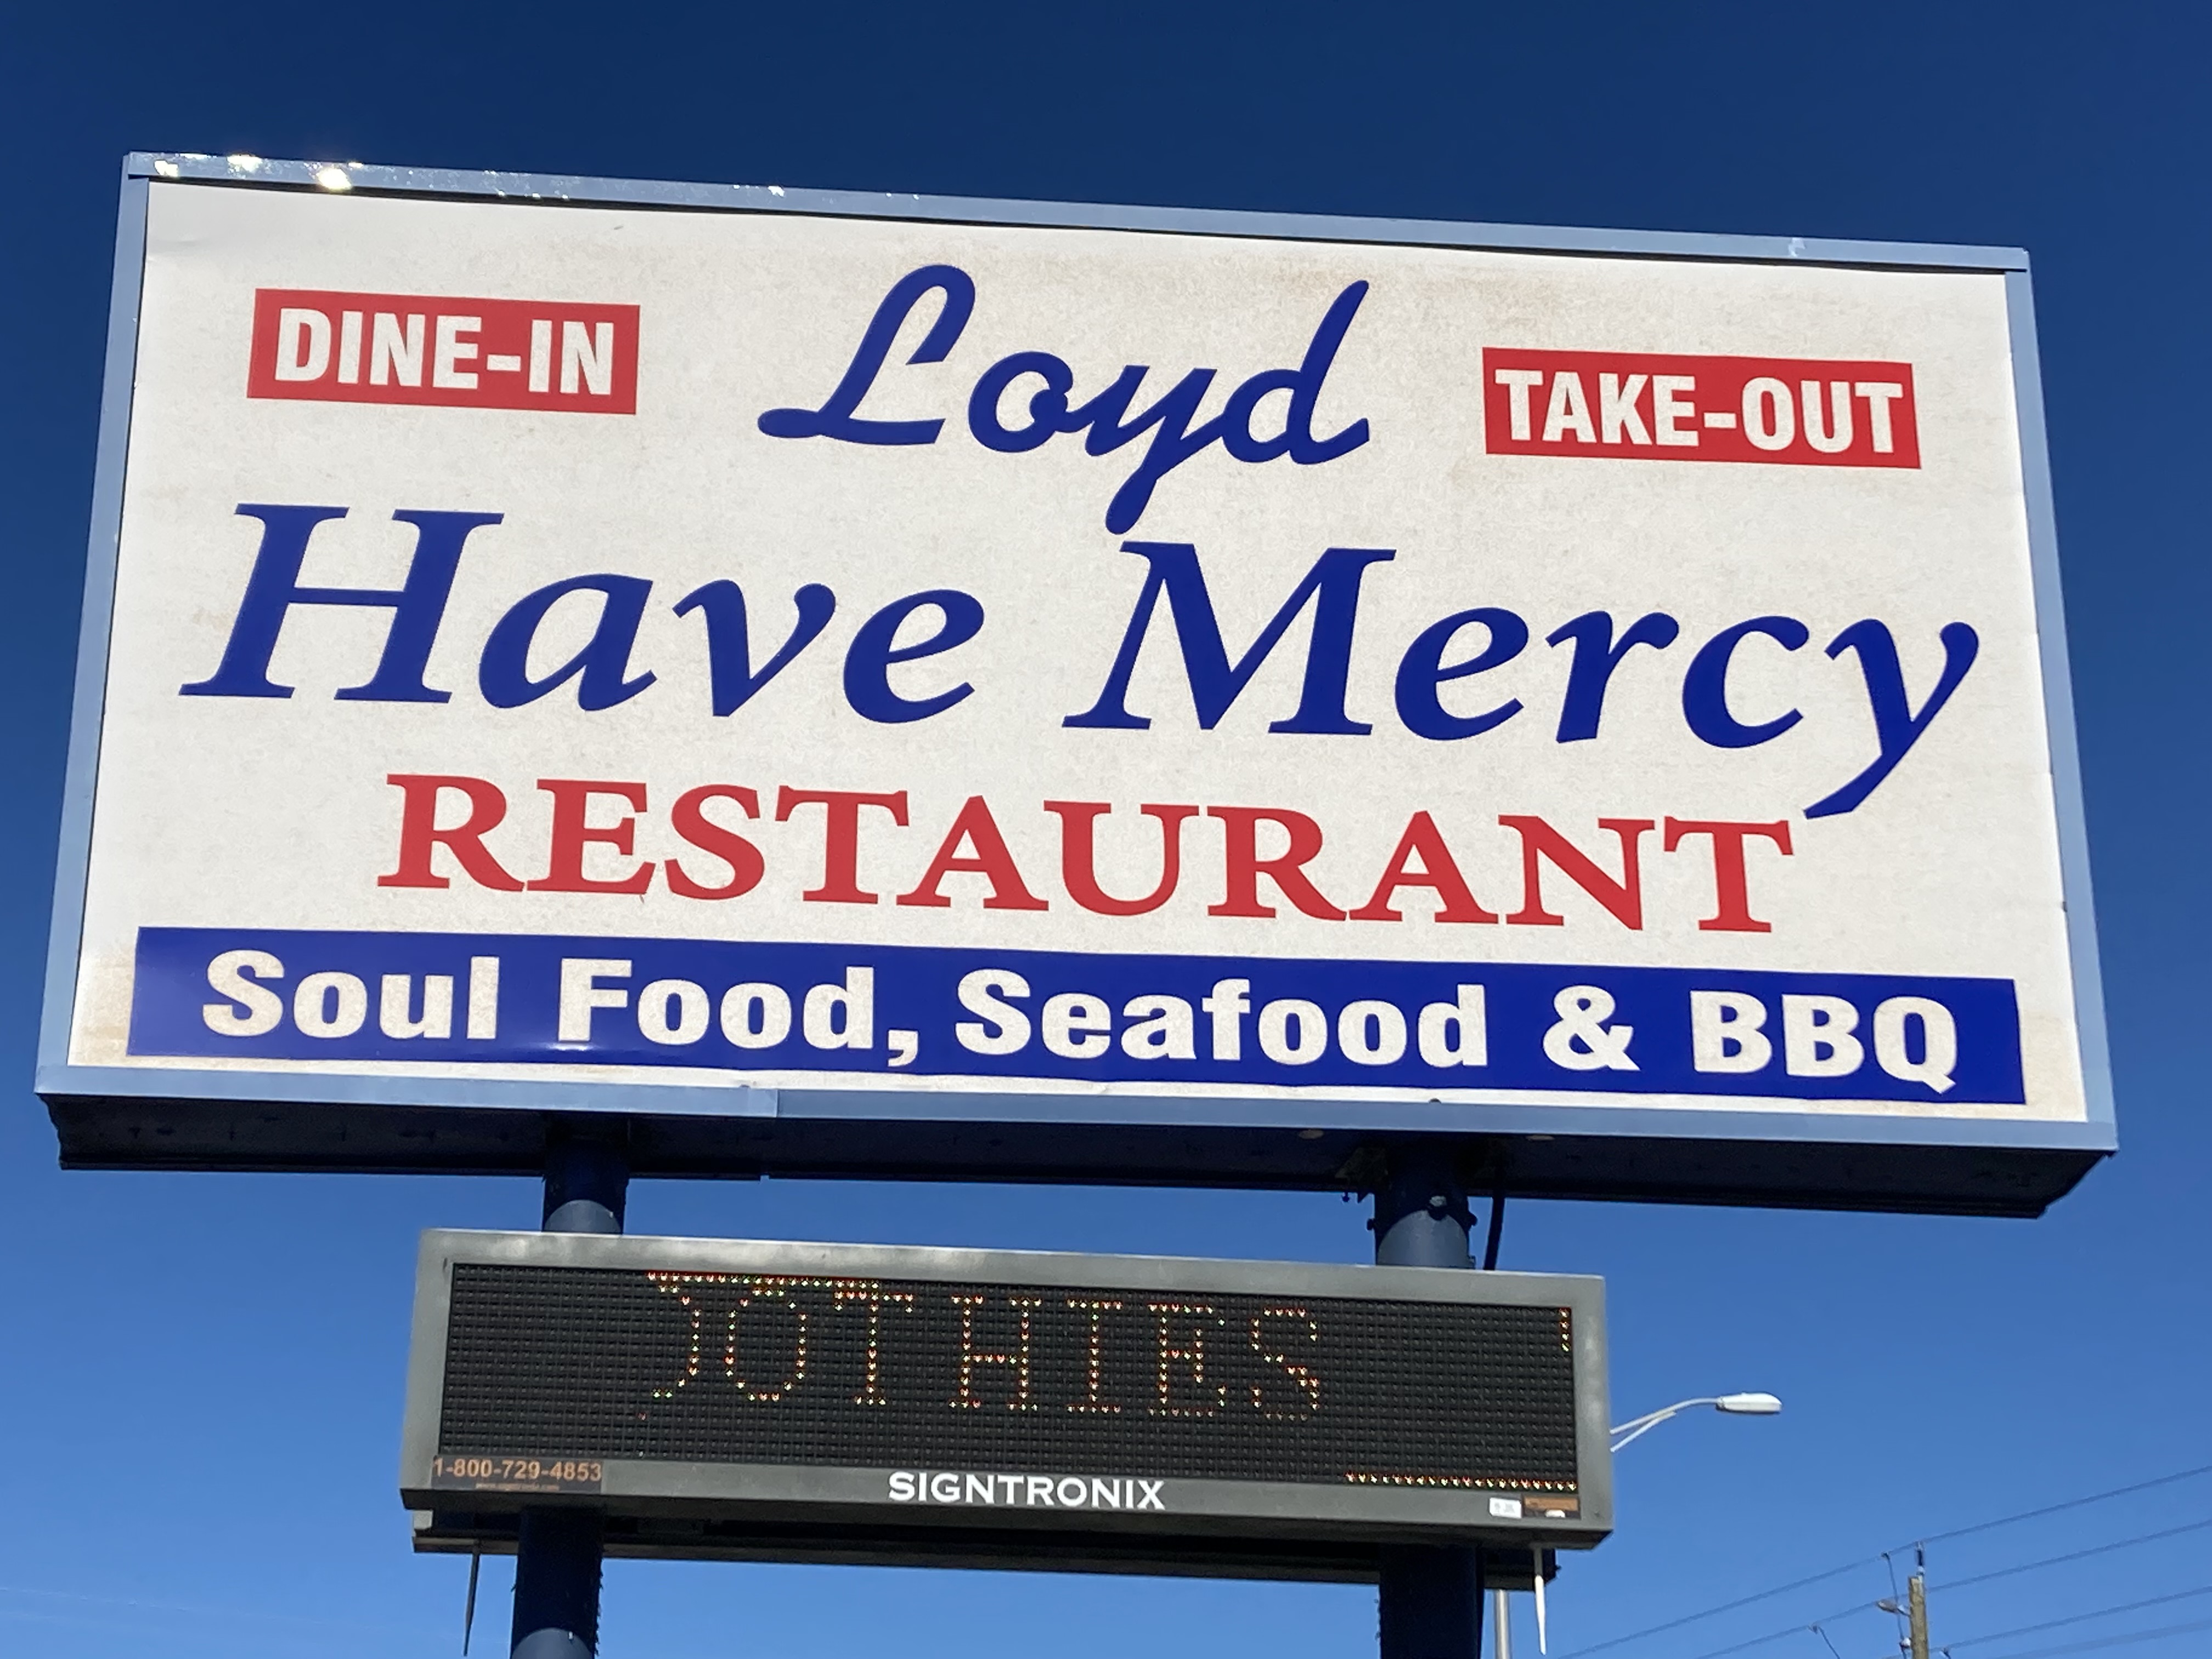 DINE-IN
Loyd
TAKE-OUT
Have Mercy
RESTAURANT
Soul Food, Seafood & BBQ
OTHIES
1-800-729-4853
SIGNTRONIX